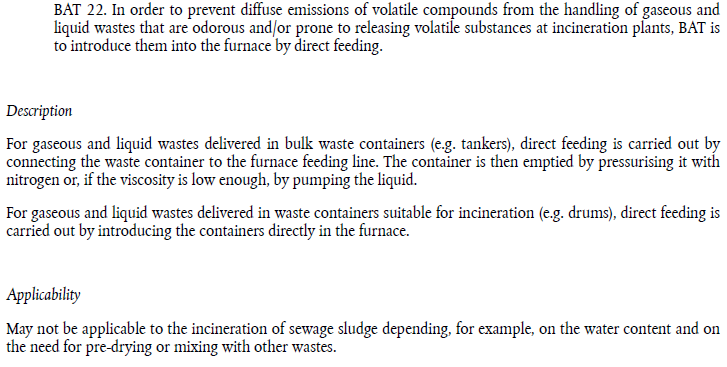 BAT 22. In order to prevent diffuse emissions of volatile compounds from the handling of gaseous and
liquid wastes that are odorous and/or prone to releasing volatile substances at incineration plants, BAT is
to introduce them into the furnace by direct feeding.
Description
For gaseous and liquid wastes delivered in bulk waste containers (e.g. tankers), direct feeding is carried out by
connecting the waste container to the furnace feeding line. The container is then emptied by pressurising it with
nitrogen or, if the viscosity is low enough, by pumping the liquid.
For gaseous and liquid wastes delivered in waste containers suitable for incineration (e.g. drums), direct feeding is
carried out by introducing the containers directly in the furnace.
Applicability
May not be applicable to the incineration of sewage sludge depending, for example, on the water content and on
the need for pre-drying or mixing with other wastes.